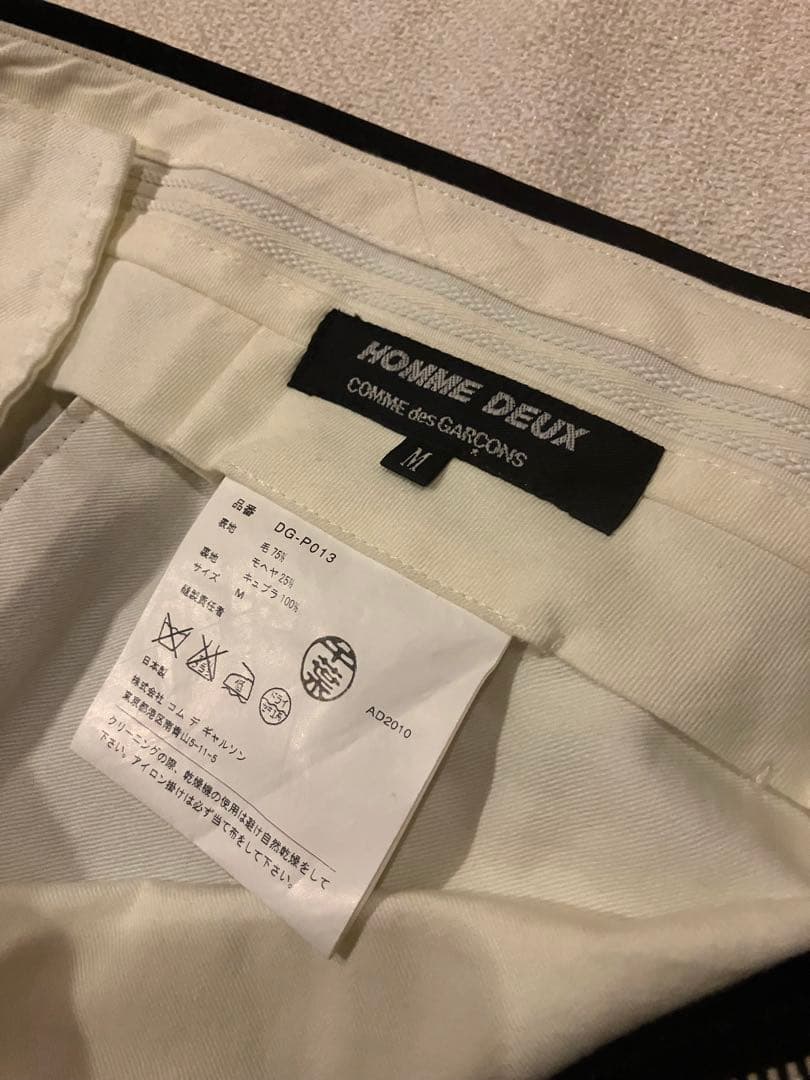 HOMME DEUX
COMME des GARÇONS
M
品番 DG-P013
表地 毛 75%
モヘヤ 25%
裏地 キュプラ 100%
サイズ M
縫製責任者
千葉
ドライ
AD2010
日本製
株式会社 コム デ ギャルソン
東京都港区南青山5-11-5
クリーニングの際、乾燥機の使用は避け自然乾燥をして
下さい。アイロン掛けは必ず当て布をして下さい。